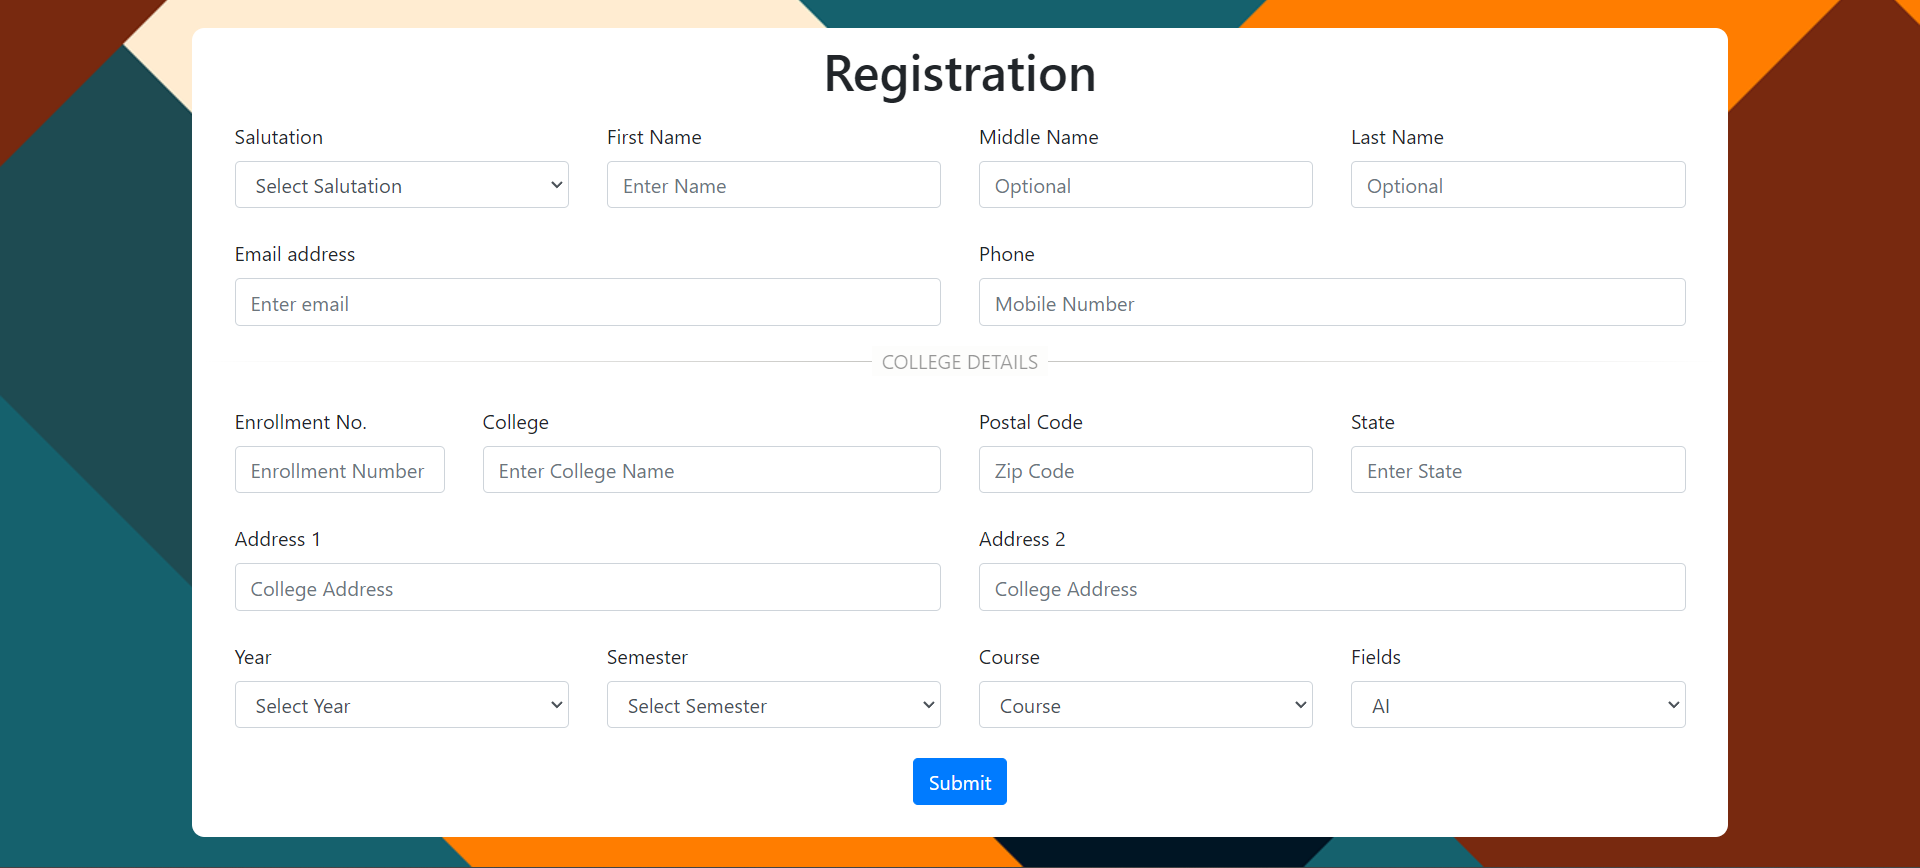 Registration
Salutation First Name Middle Name Last Name
Select Salutation Enter Name Optional Optional
Email address Phone
Enter email Mobile Number
COLLEGE DETAILS
Enrollment No. College Postal Code State
Enrollment Number Enter College Name Zip Code Enter State
Address 1 Address 2
College Address College Address
Year Semester Course Fields
Select Year Select Semester Course AI
Submit